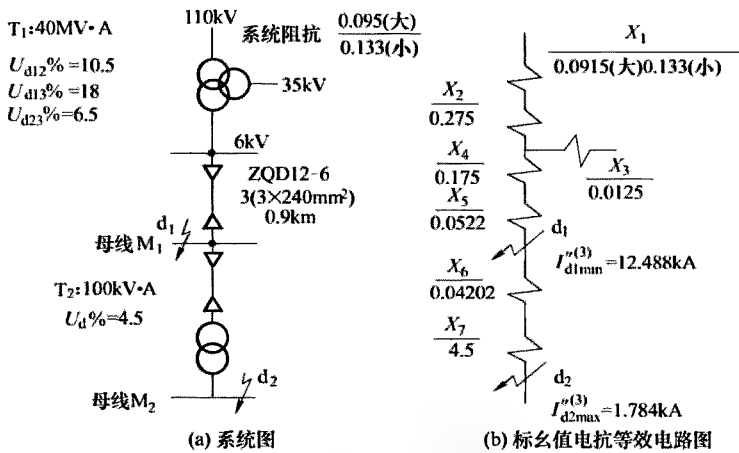 110kV
T₁:40MV·A
系统阻抗 0.095(大)
0.133(小)
U_d12%=10.5
U_d13%=18
U_d23%=6.5
35kV
6kV
ZQD12-6
3(3×240mm²)
0.9km
d₁
母线M₁
T₂:100kV·A
U_d%=4.5
d₂
母线M₂
(a) 系统图
X₁
0.0915(大)0.133(小)
X₂
0.275
X₄
0.175
X₃
0.0125
X₅
0.0522
d₁
I″⁽³⁾_d1min=12.488kA
X₆
0.04202
X₇
4.5
d₂
I″⁽³⁾_d2max=1.784kA
(b) 标幺值电抗等效电路图